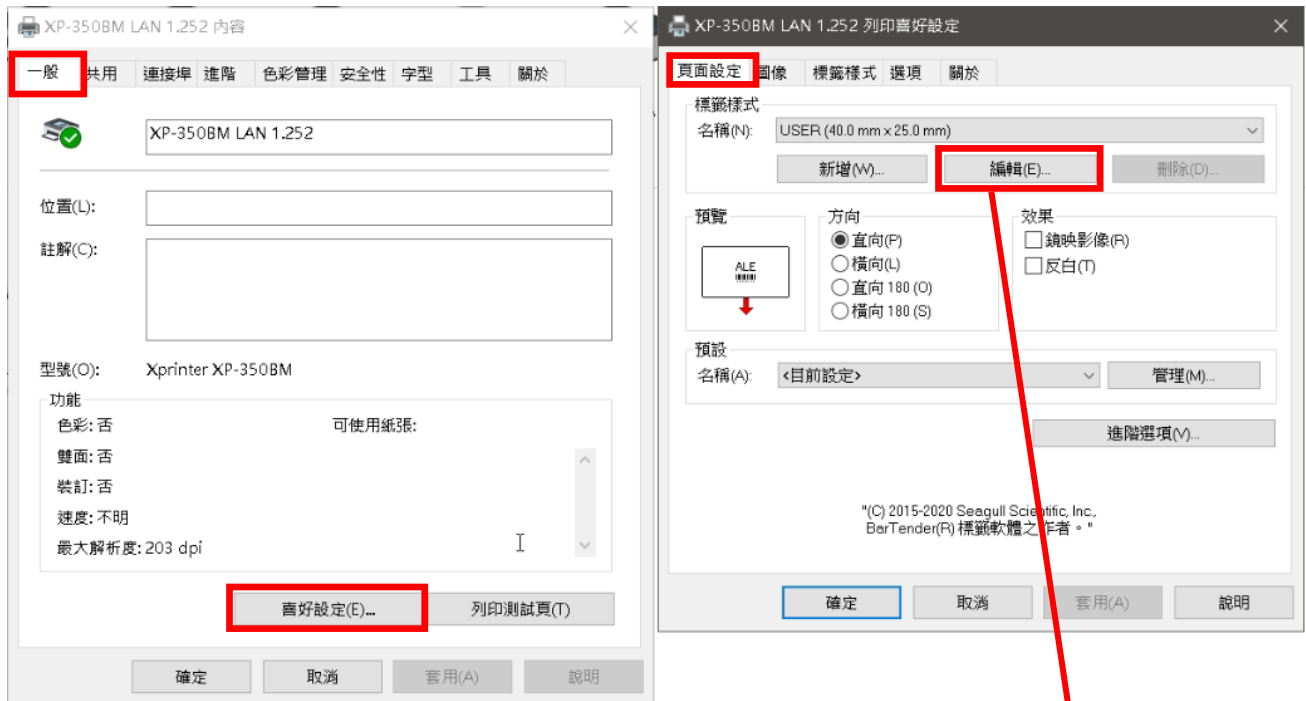 XP-350BM LAN 1.252 內容
一般 共用 連接埠 進階 色彩管理 安全性 字型 工具 關於
XP-350BM LAN 1.252
位置(L):
註解(C):
型號(O): Xprinter XP-350BM
功能
色彩: 否 可使用紙張:
雙面: 否
裝訂: 否
速度: 不明
最大解析度: 203 dpi
喜好設定(E)... 列印測試頁(T)
確定 取消 套用(A) 說明
XP-350BM LAN 1.252 列印喜好設定
頁面設定 圖像 標籤樣式 選項 關於
標籤樣式
名稱(N): USER (40.0 mm x 25.0 mm)
新增(W)... 編輯(E)... 刪除(D)...
預覽
ALE
方向
直向(P)
橫向(L)
直向 180 (O)
橫向 180 (S)
效果
鏡映影像(R)
反白(T)
預設
名稱(A): <目前設定> 管理(M)...
進階選項(V)...
"(C) 2015-2020 Seagull Scientific, Inc.,
BarTender(R) 標籤軟體之作者。"
確定 取消 套用(A) 說明